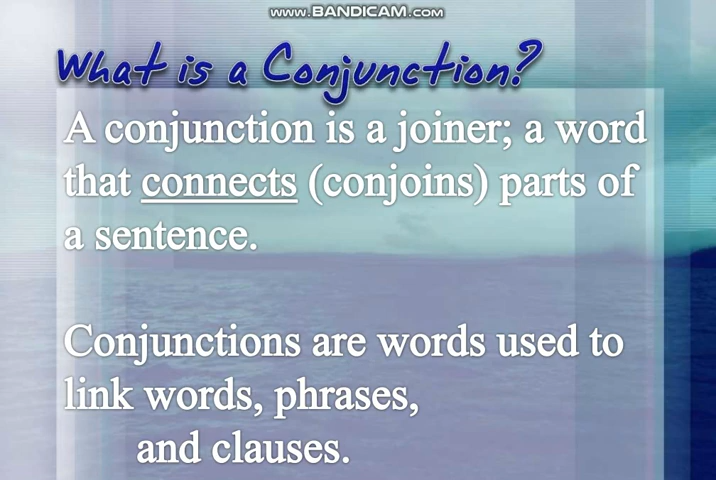 www.BANDICAM.com
What is a Conjunction?
A conjunction is a joiner; a word
that connects (conjoins) parts of
a sentence.
Conjunctions are words used to
link words, phrases,
and clauses.